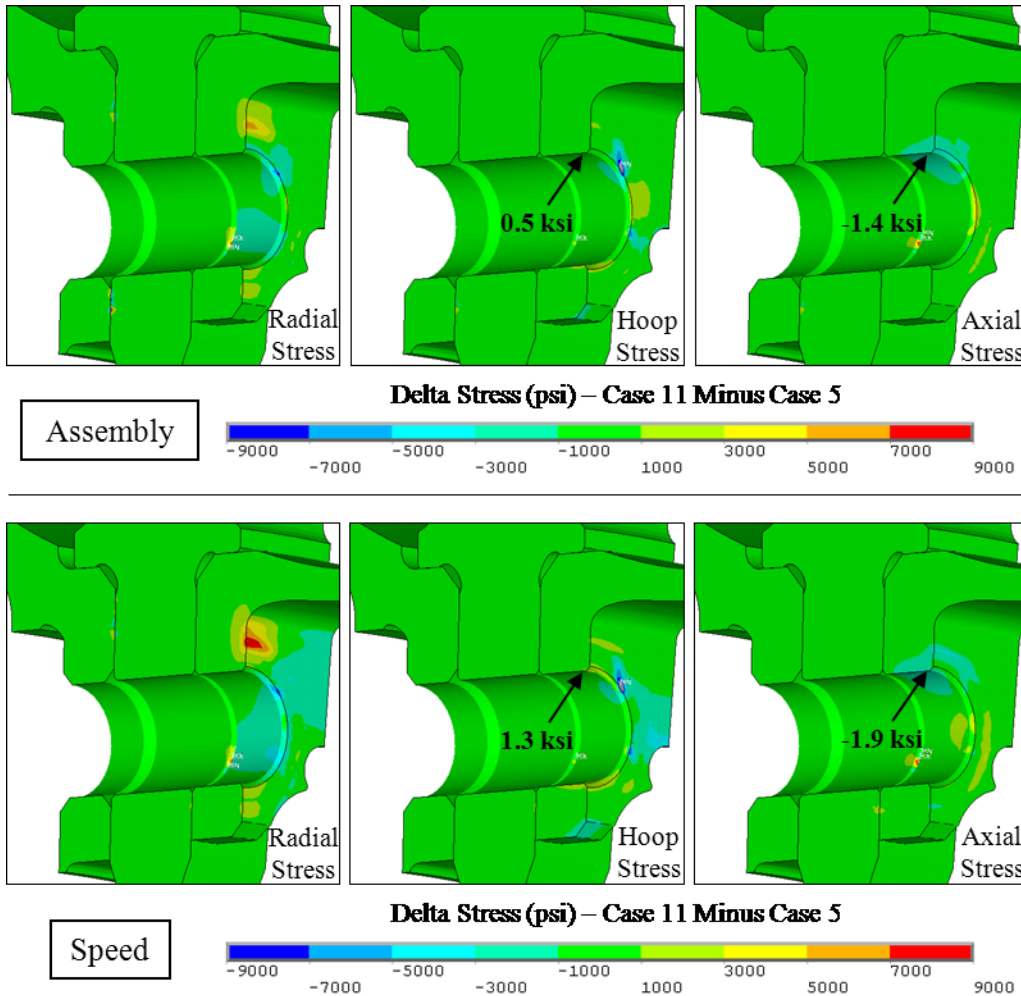 0.5 ksi
-1.4 ksi
Radial
Stress
Hoop
Stress
Axial
Stress
Delta Stress (psi) – Case 11 Minus Case 5
Assembly
-9000 -5000 -1000 3000 7000
-7000 -3000 1000 5000 9000
1.3 ksi
-1.9 ksi
Radial
Stress
Hoop
Stress
Axial
Stress
Delta Stress (psi) – Case 11 Minus Case 5
Speed
-9000 -5000 -1000 3000 7000
-7000 -3000 1000 5000 9000